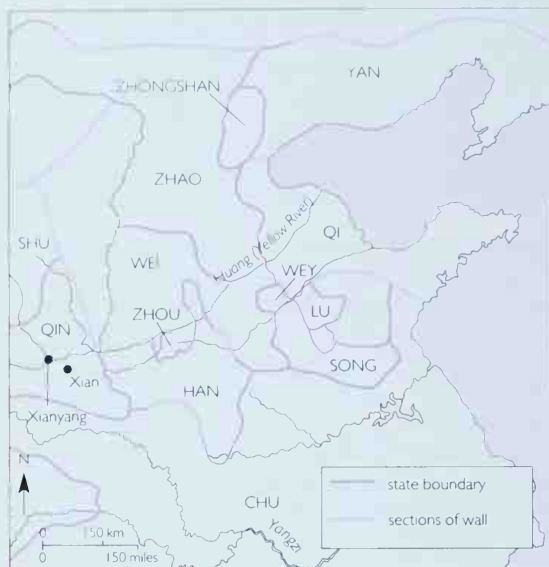 YAN
ZHONGSHAN
ZHAO
Huang (Yellow River)
QI
SHU
WEI
WEY
ZHOU
LU
QIN
SONG
Xian
HAN
Xianyang
N
CHU
Yangzi
0 150 km
0 150 miles
state boundary
sections of wall